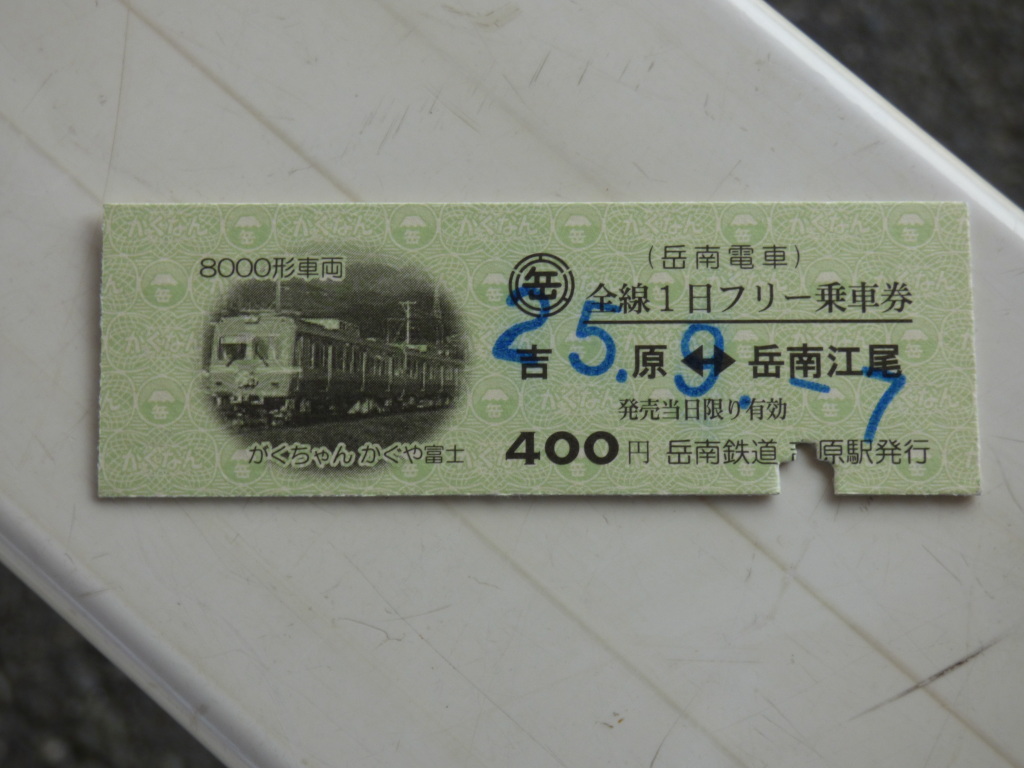 8000形車両
がくちゃん かぐや富士
岳
(岳南電車)
全線1日フリー乗車券
25.9.-7
吉原↔岳南江尾
発売当日限り有効
400円 岳南鉄道 原駅発行